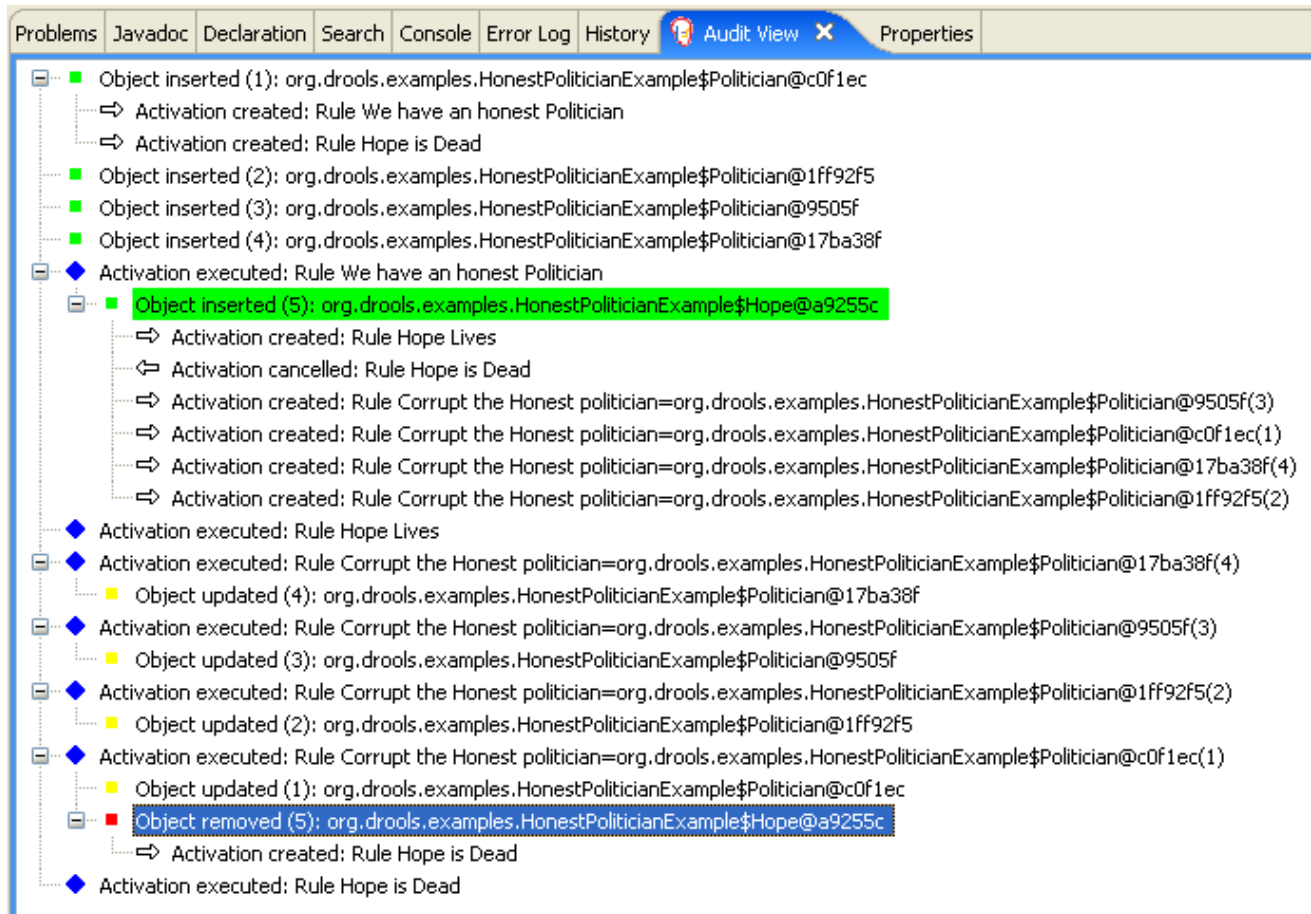 Problems Javadoc Declaration Search Console Error Log History Audit View Properties
Object inserted (1): org.drools.examples.HonestPoliticianExample$Politician@c0f1ec
Activation created: Rule We have an honest Politician
Activation created: Rule Hope is Dead
Object inserted (2): org.drools.examples.HonestPoliticianExample$Politician@1ff92f5
Object inserted (3): org.drools.examples.HonestPoliticianExample$Politician@9505f
Object inserted (4): org.drools.examples.HonestPoliticianExample$Politician@17ba38f
Activation executed: Rule We have an honest Politician
Object inserted (5): org.drools.examples.HonestPoliticianExample$Hope@a9255c
Activation created: Rule Hope Lives
Activation cancelled: Rule Hope is Dead
Activation created: Rule Corrupt the Honest politician=org.drools.examples.HonestPoliticianExample$Politician@9505f(3)
Activation created: Rule Corrupt the Honest politician=org.drools.examples.HonestPoliticianExample$Politician@c0f1ec(1)
Activation created: Rule Corrupt the Honest politician=org.drools.examples.HonestPoliticianExample$Politician@17ba38f(4)
Activation created: Rule Corrupt the Honest politician=org.drools.examples.HonestPoliticianExample$Politician@1ff92f5(2)
Activation executed: Rule Hope Lives
Activation executed: Rule Corrupt the Honest politician=org.drools.examples.HonestPoliticianExample$Politician@17ba38f(4)
Object updated (4): org.drools.examples.HonestPoliticianExample$Politician@17ba38f
Activation executed: Rule Corrupt the Honest politician=org.drools.examples.HonestPoliticianExample$Politician@9505f(3)
Object updated (3): org.drools.examples.HonestPoliticianExample$Politician@9505f
Activation executed: Rule Corrupt the Honest politician=org.drools.examples.HonestPoliticianExample$Politician@1ff92f5(2)
Object updated (2): org.drools.examples.HonestPoliticianExample$Politician@1ff92f5
Activation executed: Rule Corrupt the Honest politician=org.drools.examples.HonestPoliticianExample$Politician@c0f1ec(1)
Object updated (1): org.drools.examples.HonestPoliticianExample$Politician@c0f1ec
Object removed (5): org.drools.examples.HonestPoliticianExample$Hope@a9255c
Activation created: Rule Hope is Dead
Activation executed: Rule Hope is Dead